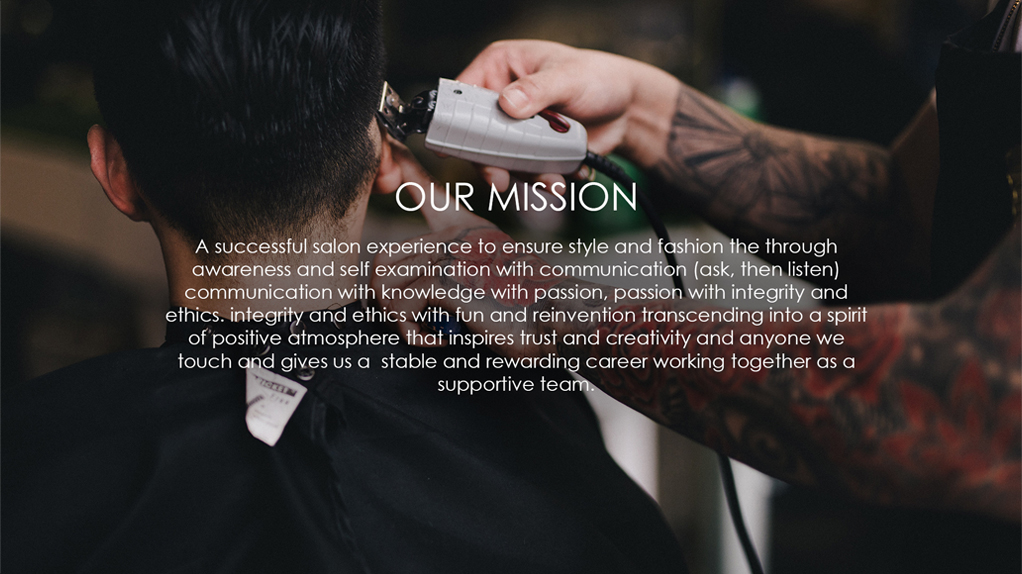 OUR MISSION
A successful salon experience to ensure style and fashion the through
awareness and self examination with communication (ask, then listen)
communication with knowledge with passion, passion with integrity and
ethics. integrity and ethics with fun and reinvention transcending into a spirit
of positive atmosphere that inspires trust and creativity and anyone we
touch and gives us a  stable and rewarding career working together as a
supportive team.